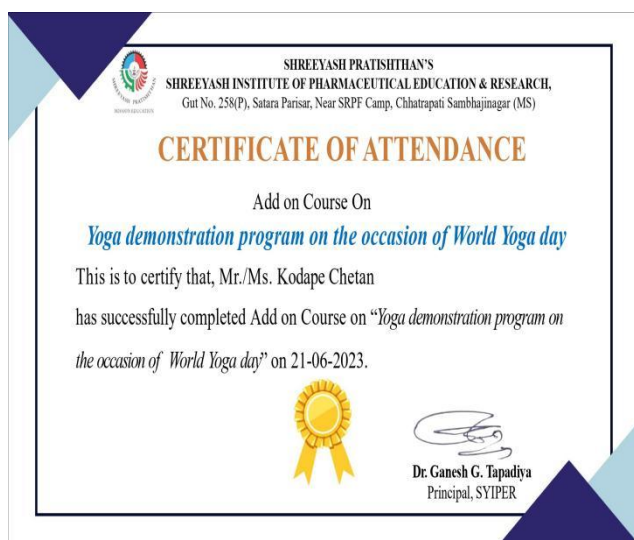 SHREEYASH PRATISHTHAN'S
SHREEYASH INSTITUTE OF PHARMACEUTICAL EDUCATION & RESEARCH,
Gut No. 258(P), Satara Parisar, Near SRPF Camp, Chhatrapati Sambhajinagar (MS)
SHREEYASH PRATISHTHAN
CERTIFICATE OF ATTENDANCE
Add on Course On
Yoga demonstration program on the occasion of World Yoga day
This is to certify that, Mr./Ms. Kodape Chetan
has successfully completed Add on Course on “Yoga demonstration program on
the occasion of World Yoga day” on 21-06-2023.
Dr. Ganesh G. Tapadiya
Principal, SYIPER